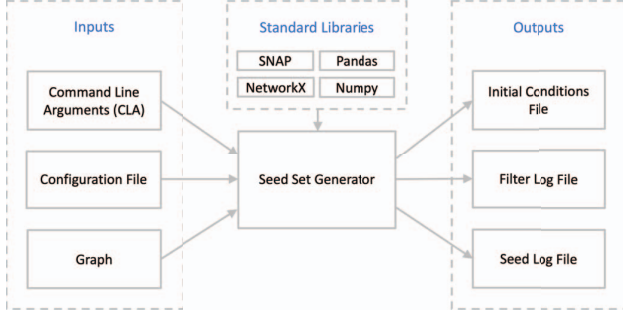 Inputs
Command Line
Arguments (CLA)
Configuration File
Graph
Standard Libraries
SNAP
Pandas
NetworkX
Numpy
Seed Set Generator
Outputs
Initial Conditions
File
Filter Log File
Seed Log File